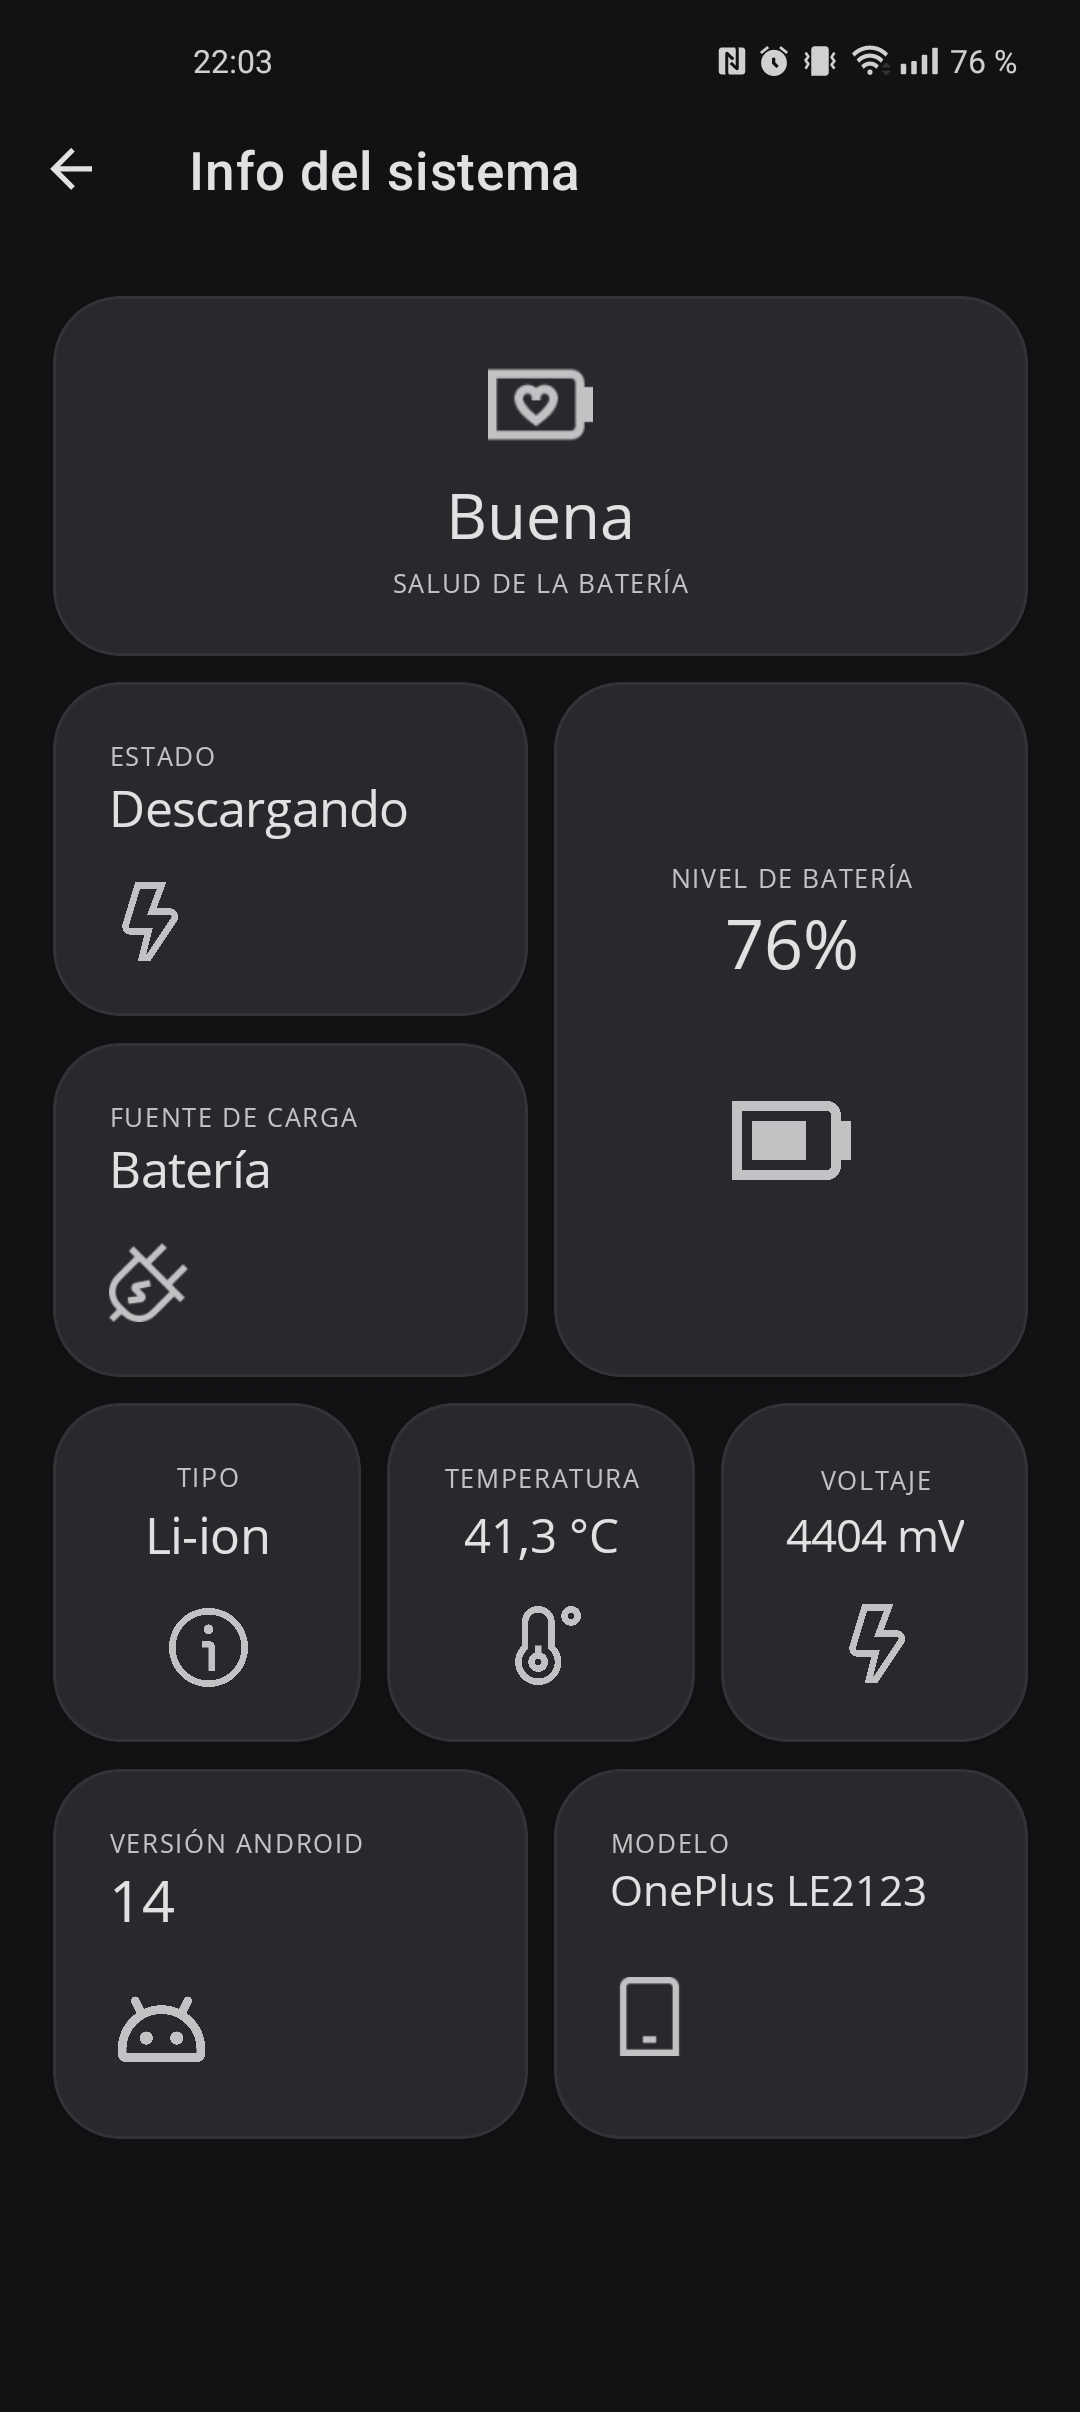 22:03
76 %
Info del sistema
Buena
SALUD DE LA BATERÍA
ESTADO
Descargando
NIVEL DE BATERÍA
76%
FUENTE DE CARGA
Batería
TIPO
Li-ion
TEMPERATURA
41,3 °C
VOLTAJE
4404 mV
VERSIÓN ANDROID
14
MODELO
OnePlus LE2123